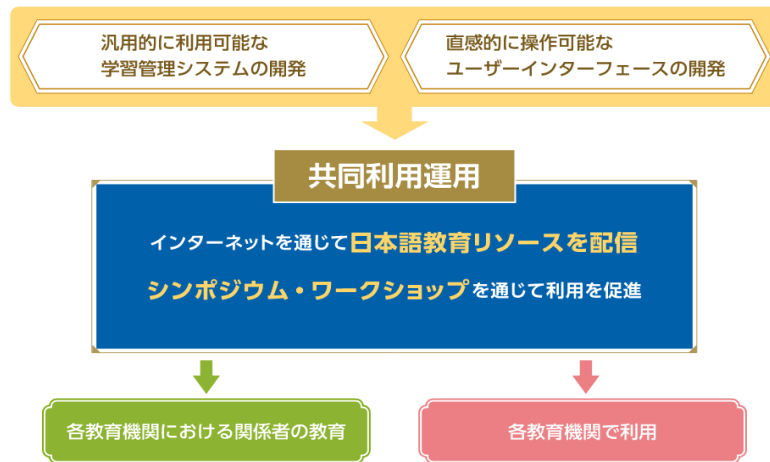 汎用的に利用可能な
学習管理システムの開発
直感的に操作可能な
ユーザーインターフェースの開発
共同利用運用
インターネットを通じて日本語教育リソースを配信
シンポジウム・ワークショップを通じて利用を促進
各教育機関における関係者の教育
各教育機関で利用